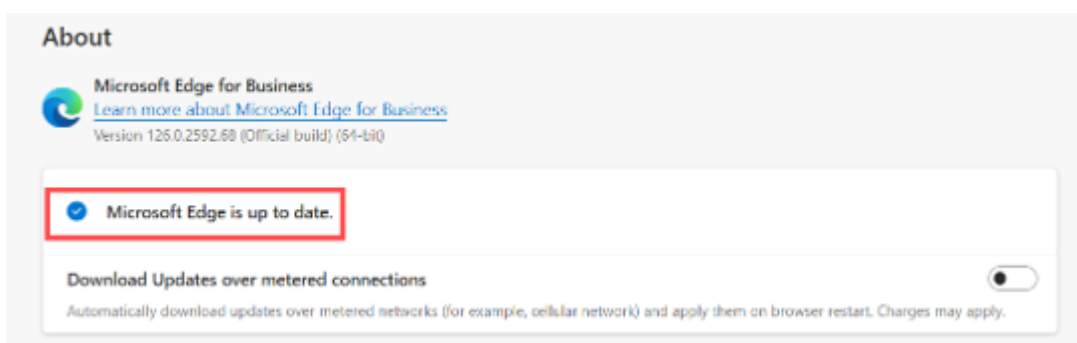 About
Microsoft Edge for Business
Learn more about Microsoft Edge for Business
Version 126.0.2592.68 (Official build) (64-bit)
Microsoft Edge is up to date.
Download Updates over metered connections
Automatically download updates over metered networks (for example, cellular network) and apply them on browser restart. Charges may apply.